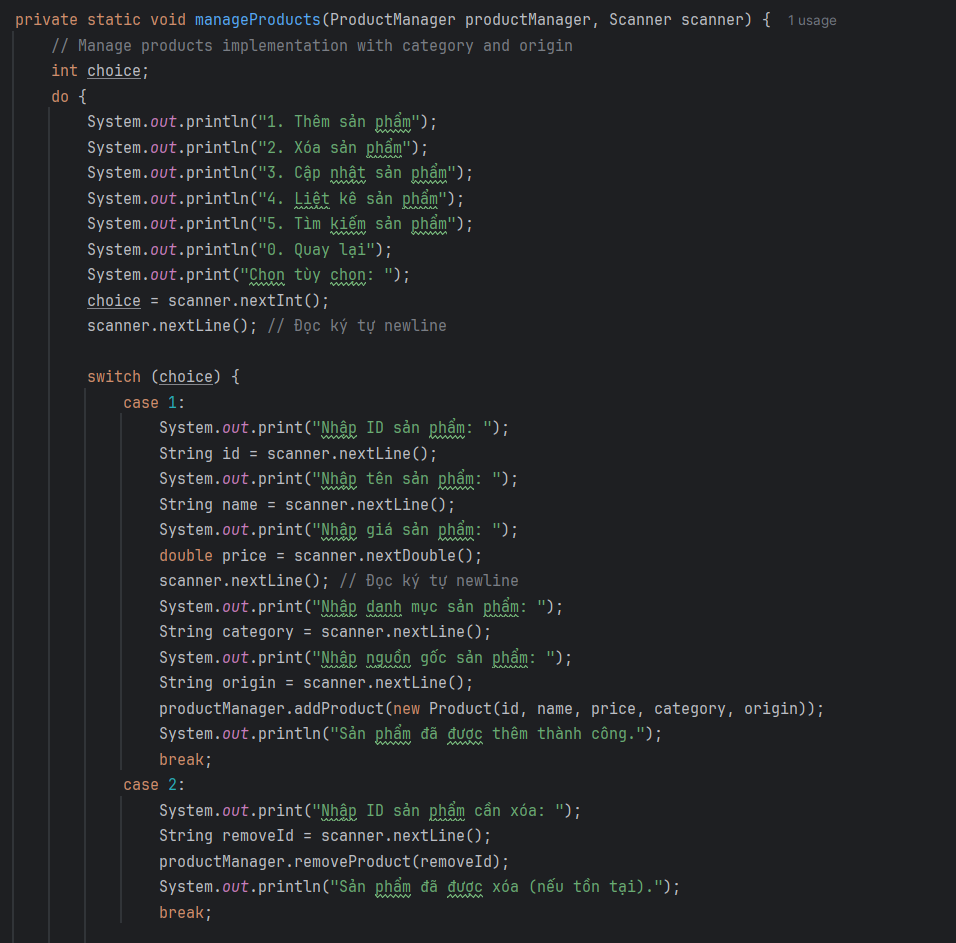 private static void manageProducts(ProductManager productManager, Scanner scanner) { 1 usage
// Manage products implementation with category and origin
int choice;
do {
System.out.println("1. Thêm sản phẩm");
System.out.println("2. Xóa sản phẩm");
System.out.println("3. Cập nhật sản phẩm");
System.out.println("4. Liệt kê sản phẩm");
System.out.println("5. Tìm kiếm sản phẩm");
System.out.println("0. Quay lại");
System.out.print("Chọn tùy chọn: ");
choice = scanner.nextInt();
scanner.nextLine(); // Đọc ký tự newline
switch (choice) {
case 1:
System.out.print("Nhập ID sản phẩm: ");
String id = scanner.nextLine();
System.out.print("Nhập tên sản phẩm: ");
String name = scanner.nextLine();
System.out.print("Nhập giá sản phẩm: ");
double price = scanner.nextDouble();
scanner.nextLine(); // Đọc ký tự newline
System.out.print("Nhập danh mục sản phẩm: ");
String category = scanner.nextLine();
System.out.print("Nhập nguồn gốc sản phẩm: ");
String origin = scanner.nextLine();
productManager.addProduct(new Product(id, name, price, category, origin));
System.out.println("Sản phẩm đã được thêm thành công.");
break;
case 2:
System.out.print("Nhập ID sản phẩm cần xóa: ");
String removeId = scanner.nextLine();
productManager.removeProduct(removeId);
System.out.println("Sản phẩm đã được xóa (nếu tồn tại).");
break;